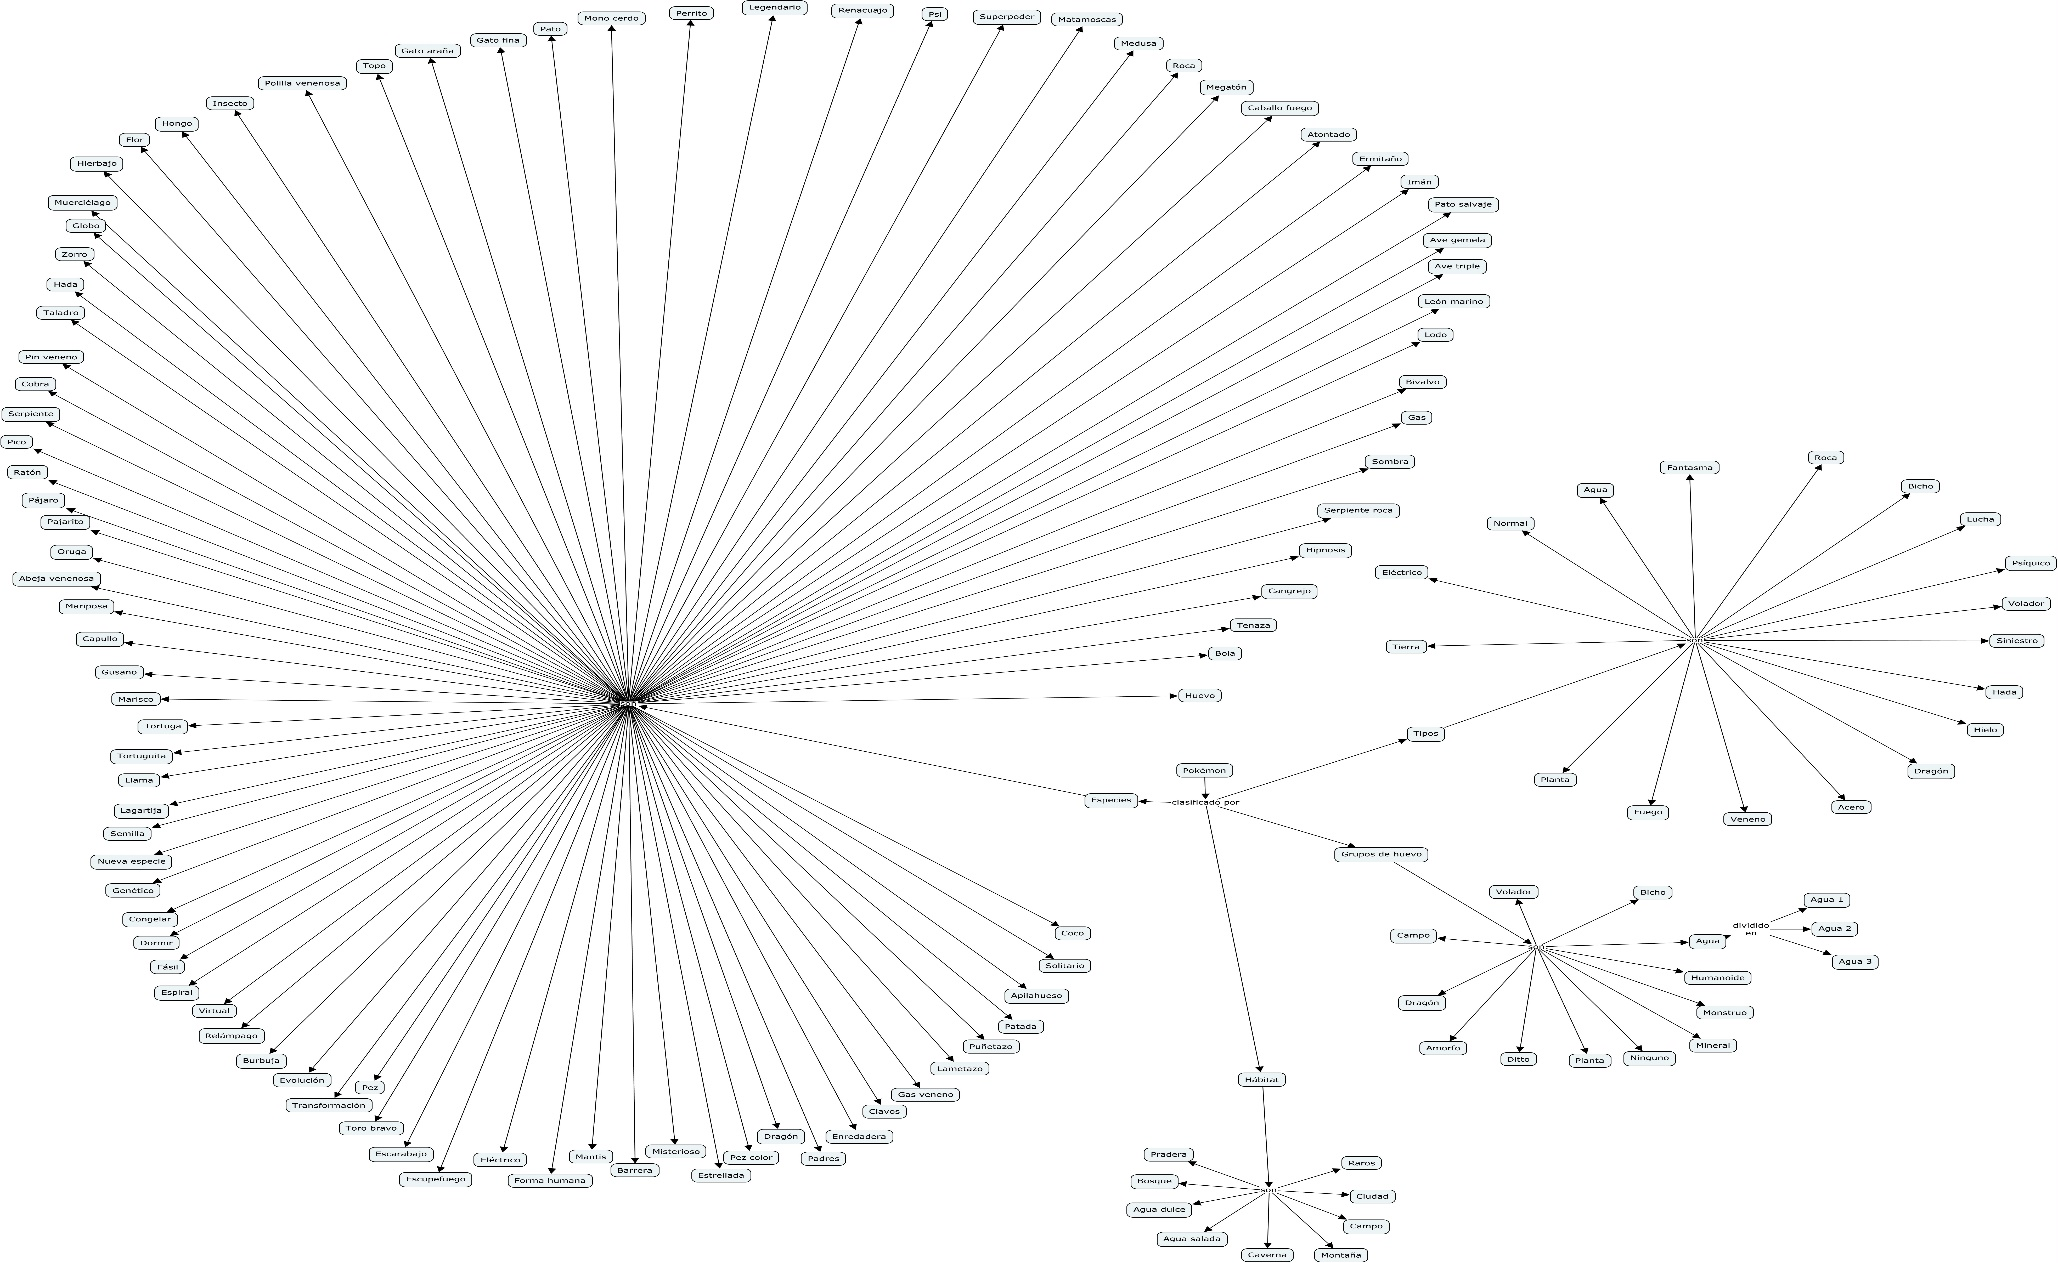 Pokémon
clasificado por
Especies
son
Legendario
Renacuajo
Psi
Superpoder
Matamoscas
Medusa
Roca
Megatón
Caballo fuego
Atontado
Ermitaño
Imán
Pato salvaje
Ave gemela
Ave triple
León marino
Lodo
Bivalvo
Gas
Sombra
Serpiente roca
Hipnosis
Cangrejo
Tenaza
Bola
Huevo
Coco
Solitario
Apilahueso
Patada
Puñetazo
Lametazo
Gas veneno
Clavos
Enredadera
Padres
Dragón
Pez color
Estrellada
Misterioso
Barrera
Mantis
Forma humana
Eléctrico
Escupefuego
Escarabajo
Toro bravo
Pez
Transformación
Evolución
Burbuja
Relámpago
Virtual
Espiral
Fósil
Dormir
Congelar
Genético
Nueva especie
Semilla
Lagartija
Llama
Tortuguita
Tortuga
Marisco
Gusano
Capullo
Mariposa
Abeja venenosa
Oruga
Pajarito
Pájaro
Ratón
Pico
Serpiente
Cobra
Pin veneno
Taladro
Hada
Zorro
Globo
Muerciélago
Hierbajo
Flor
Hongo
Insecto
Polilla venenosa
Topo
Gato araña
Gato fina
Pato
Mono cerdo
Perrito
Tipos
son
Roca
Fantasma
Agua
Normal
Eléctrico
Tierra
Planta
Fuego
Veneno
Acero
Dragón
Hielo
Hada
Siniestro
Volador
Psíquico
Lucha
Bicho
Grupos de huevo
Volador
Bicho
Agua
dividido
en
Agua 1
Agua 2
Agua 3
Humanoide
Monstruo
Mineral
Ninguno
Planta
Ditto
Amorfo
Dragón
Campo
Hábitat
son
Pradera
Bosque
Agua dulce
Agua salada
Caverna
Montaña
Campo
Ciudad
Raros